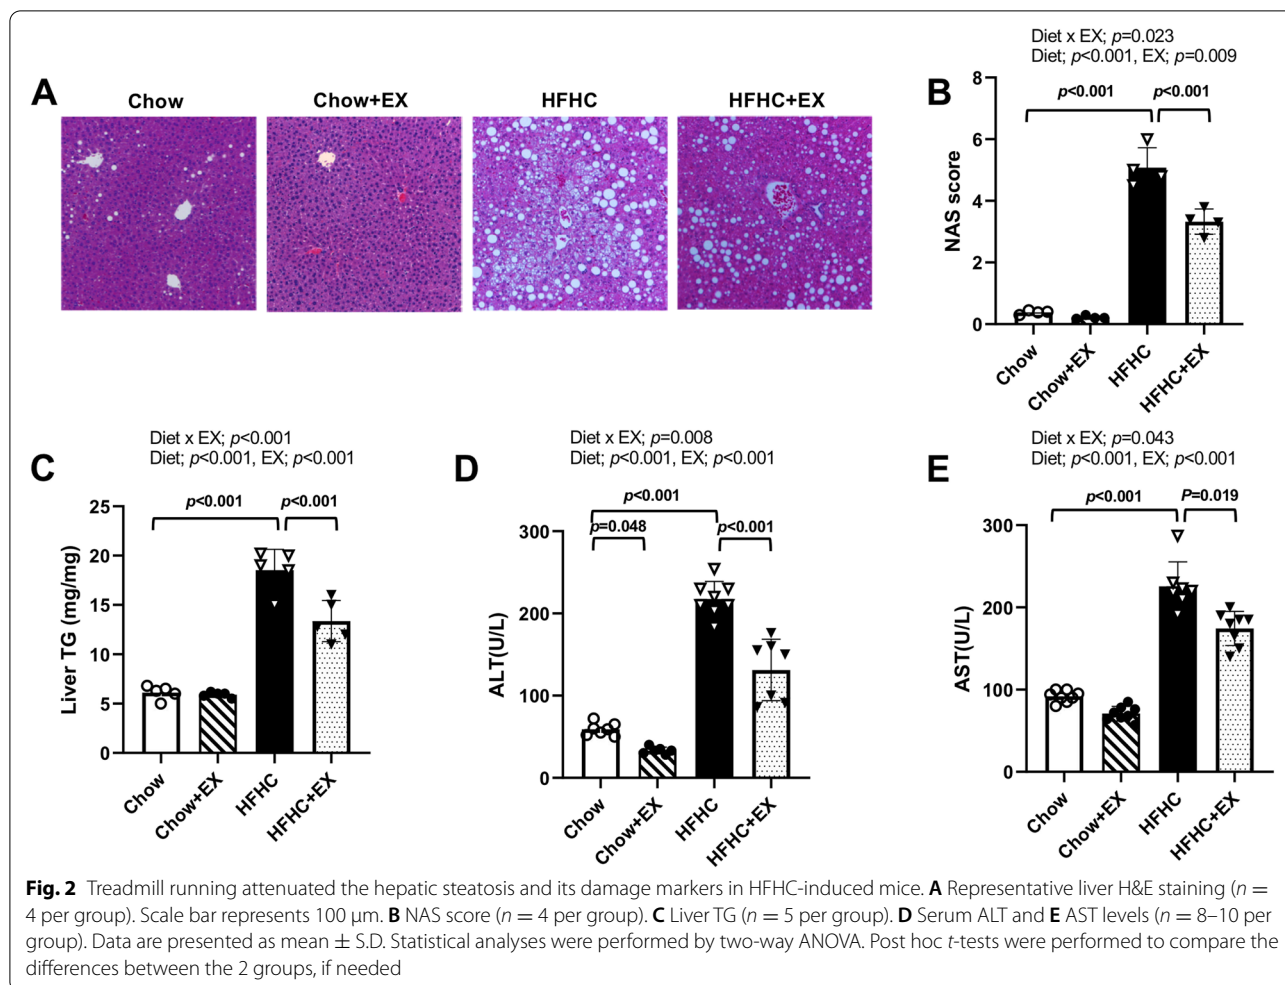 A
Chow
Chow+EX
HFHC
HFHC+EX
Diet x EX; p=0.023
Diet; p<0.001, EX; p=0.009
B
p<0.001
p<0.001
NAS score
8
6
4
2
0
Chow
Chow+EX
HFHC
HFHC+EX
Diet x EX; p<0.001
Diet; p<0.001, EX; p<0.001
C
p<0.001
p<0.001
Liver TG (mg/mg)
25
20
15
10
5
0
Chow
Chow+EX
HFHC
HFHC+EX
Diet x EX; p=0.008
Diet; p<0.001, EX; p<0.001
D
p<0.001
p=0.048
p<0.001
ALT(U/L)
300
200
100
0
Chow
Chow+EX
HFHC
HFHC+EX
Diet x EX; p=0.043
Diet; p<0.001, EX; p<0.001
E
p<0.001
P=0.019
AST(U/L)
300
200
100
0
Chow
Chow+EX
HFHC
HFHC+EX
Fig. 2 Treadmill running attenuated the hepatic steatosis and its damage markers in HFHC-induced mice. A Representative liver H&E staining (n =
4 per group). Scale bar represents 100 µm. B NAS score (n = 4 per group). C Liver TG (n = 5 per group). D Serum ALT and E AST levels (n = 8–10 per
group). Data are presented as mean ± S.D. Statistical analyses were performed by two-way ANOVA. Post hoc t-tests were performed to compare the
differences between the 2 groups, if needed